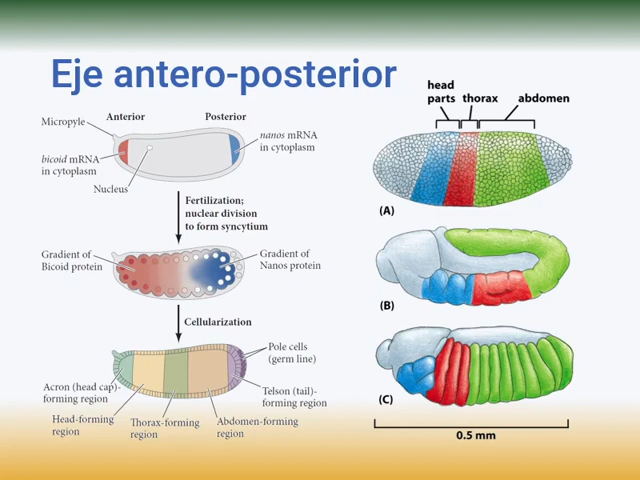 Eje antero-posterior
Micropyle
Anterior
Posterior
bicoid mRNA
in cytoplasm
nanos mRNA
in cytoplasm
Nucleus
Fertilization;
nuclear division
to form syncytium
Gradient of
Bicoid protein
Gradient of
Nanos protein
Cellularization
Pole cells
(germ line)
Acron (head cap)-
forming region
Telson (tail)-
forming region
Head-forming
region
Thorax-forming
region
Abdomen-forming
region
head
parts thorax abdomen
(A)
(B)
(C)
0.5 mm